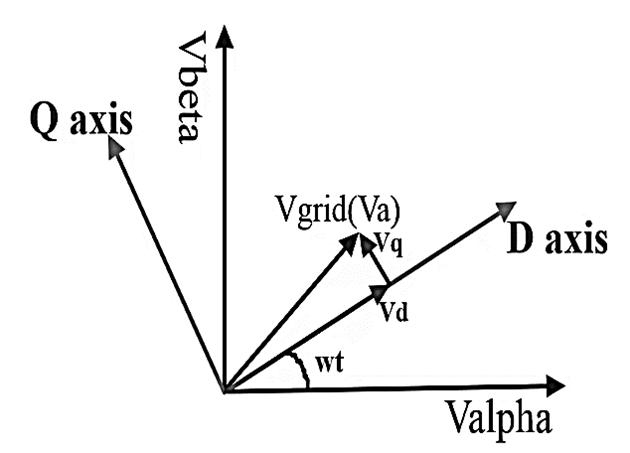 Vbeta
Q axis
Vgrid(Va)
Vq
D axis
Vd
wt
Valpha